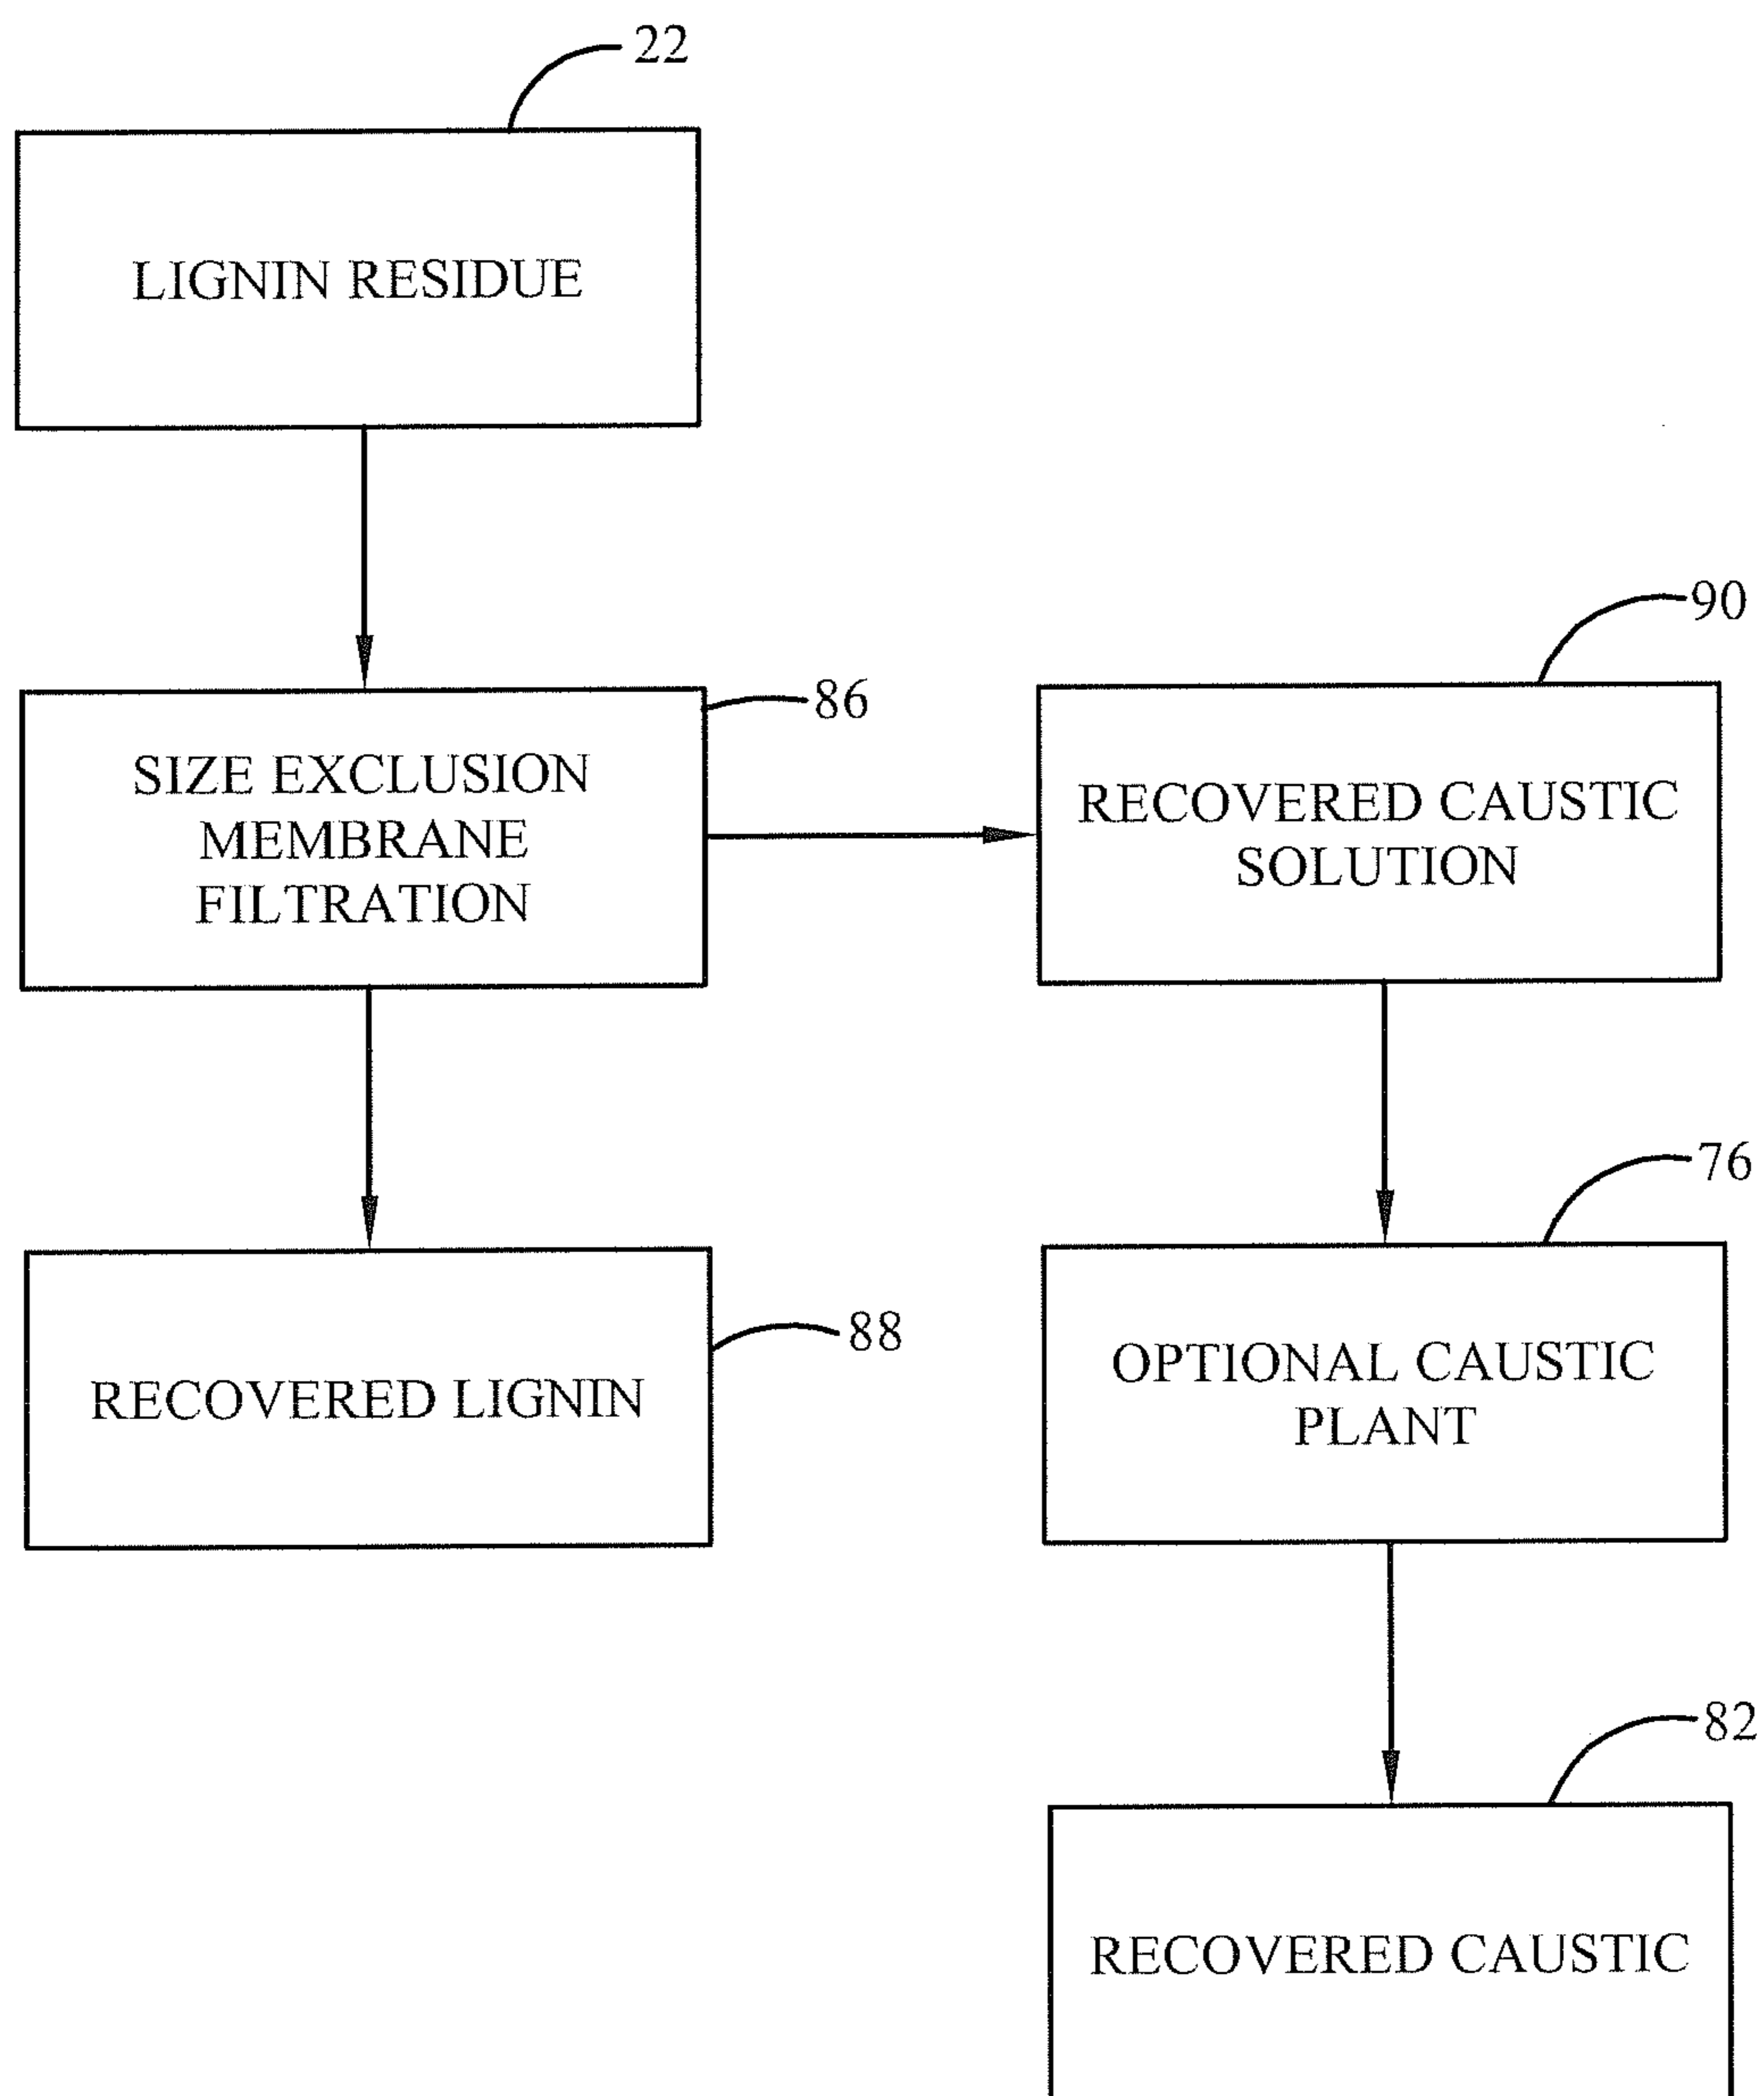 22
LIGNIN RESIDUE
86
SIZE EXCLUSION
MEMBRANE
FILTRATION
90
RECOVERED CAUSTIC
SOLUTION
88
RECOVERED LIGNIN
76
OPTIONAL CAUSTIC
PLANT
82
RECOVERED CAUSTIC